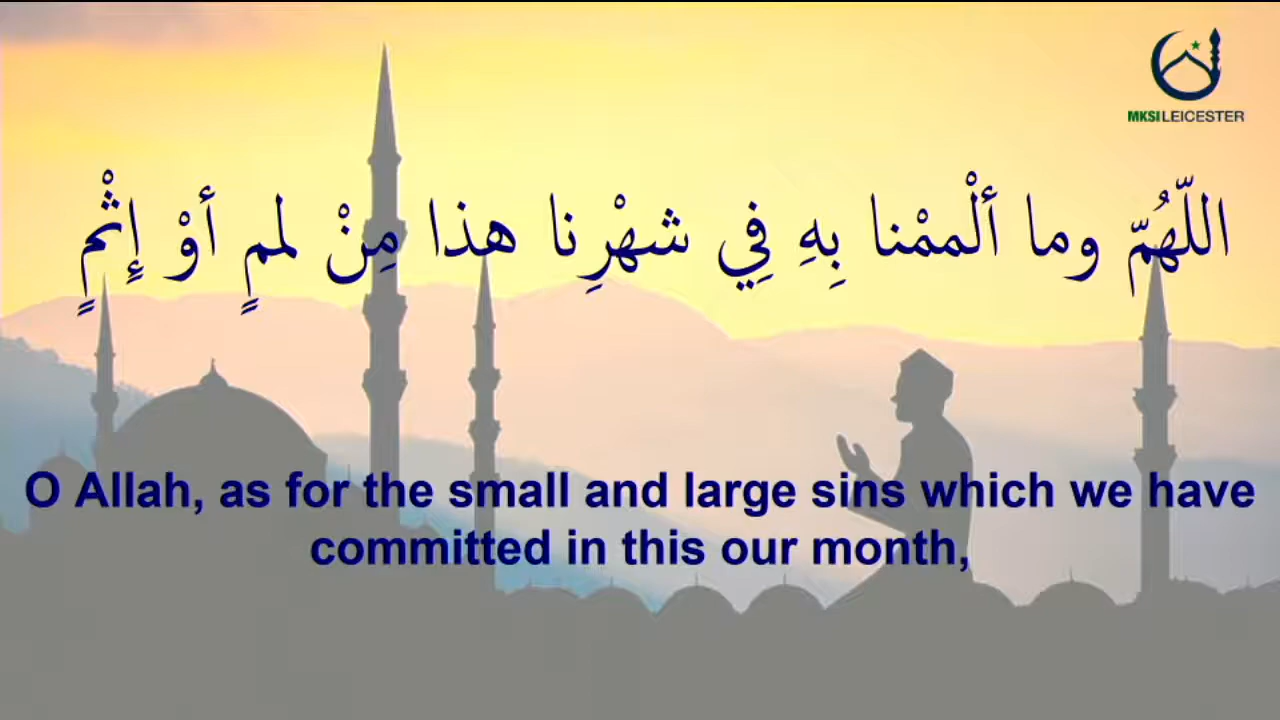 MKSI LEICESTER
اللّهُمّ وما ألْممْنا بِهِ فِي شهْرِنا هذا مِنْ لممٍ أوْ إِثْمٍ
O Allah, as for the small and large sins which we have
committed in this our month,